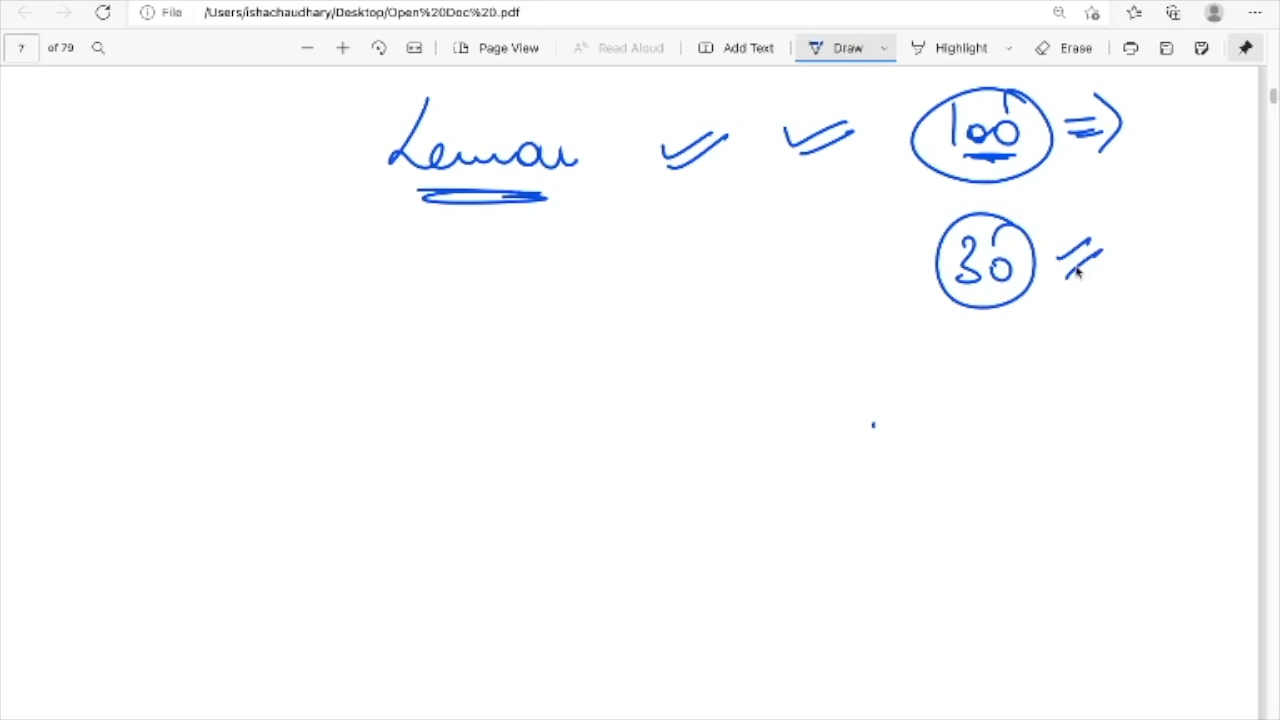 File /Users/ishachaudhary/Desktop/Open%20Doc%20.pdf
7 of 79 Page View Read Aloud Add Text Draw Highlight Erase
100
30